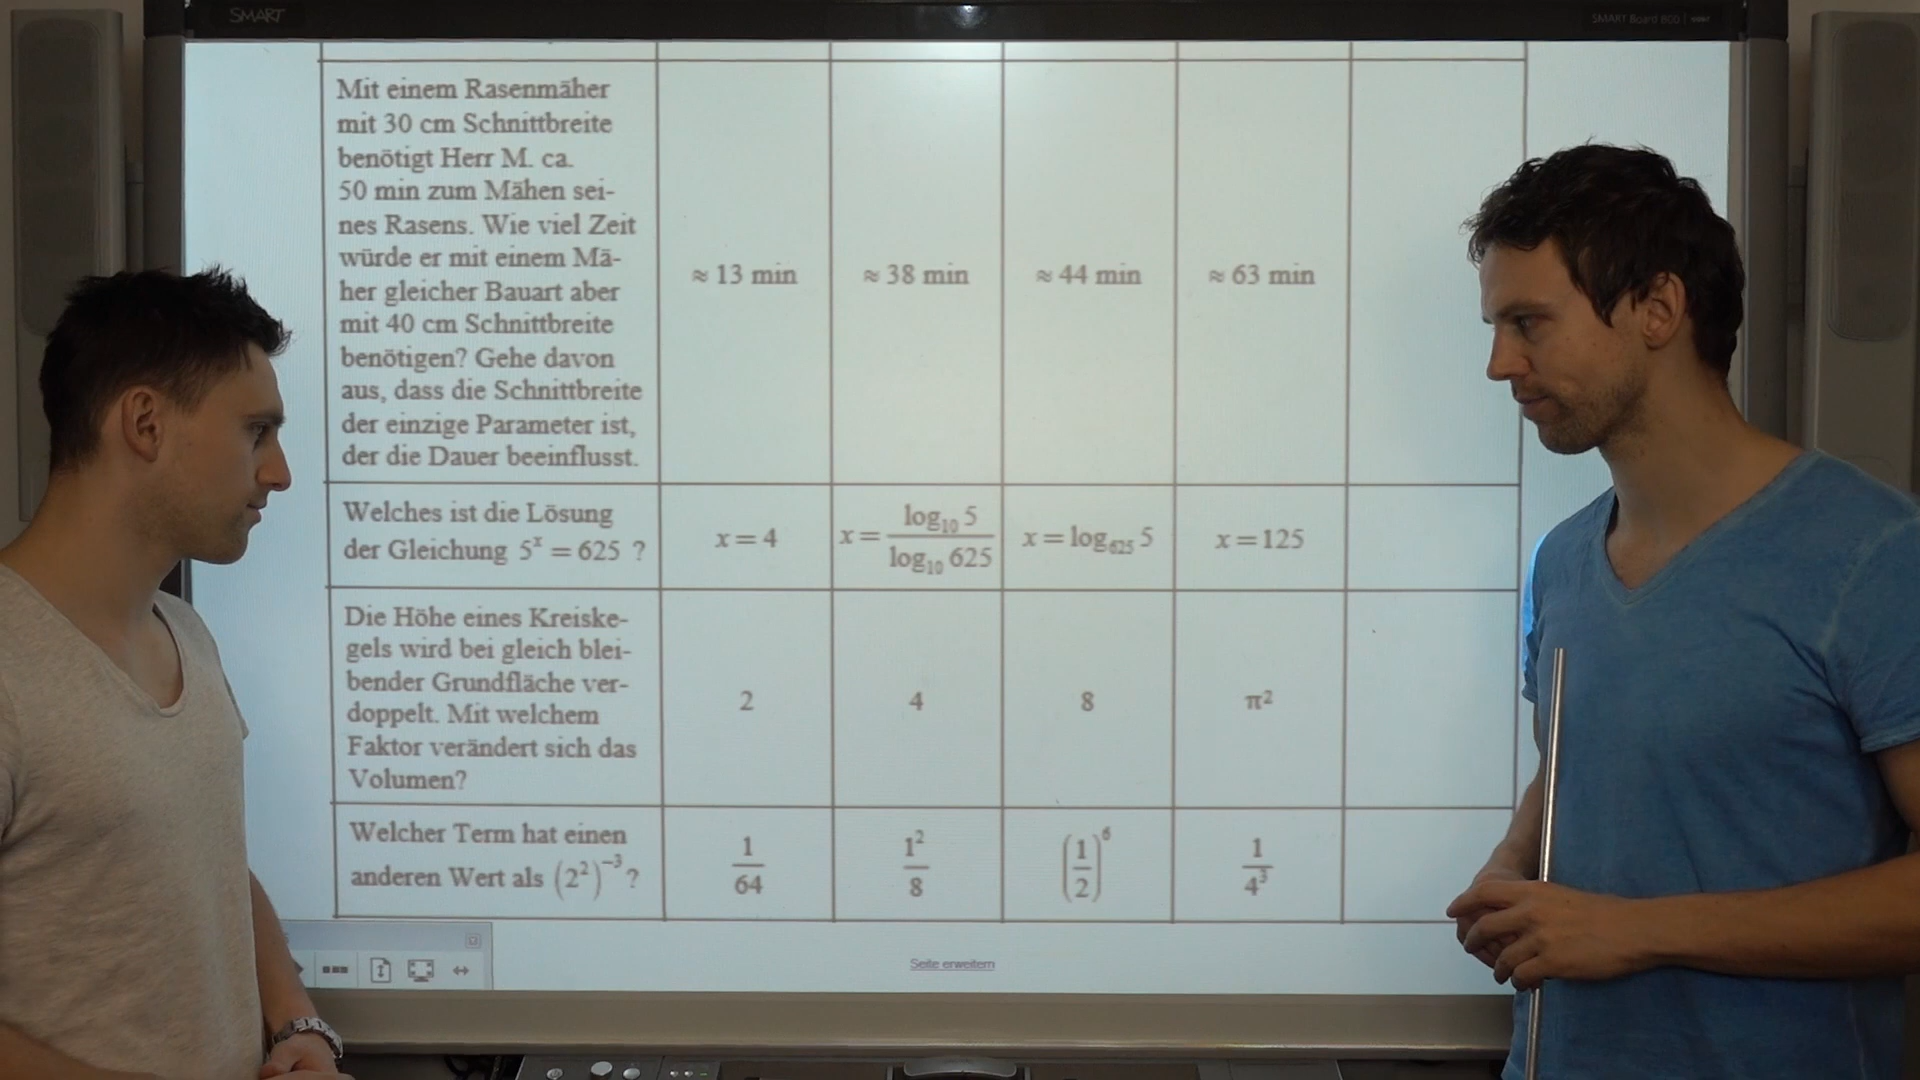 SMART
SMART Board 800
Mit einem Rasenmäher
mit 30 cm Schnittbreite
benötigt Herr M. ca.
50 min zum Mähen sei-
nes Rasens. Wie viel Zeit
würde er mit einem Mä-
her gleicher Bauart aber
mit 40 cm Schnittbreite
benötigen? Gehe davon
aus, dass die Schnittbreite
der einzige Parameter ist,
der die Dauer beeinflusst.
≈ 13 min
≈ 38 min
≈ 44 min
≈ 63 min
Welches ist die Lösung
der Gleichung 5^x = 625 ?
x = 4
x = log₁₀ 5 / log₁₀ 625
x = log₆₂₅ 5
x = 125
Die Höhe eines Kreiske-
gels wird bei gleich blei-
bender Grundfläche ver-
doppelt. Mit welchem
Faktor verändert sich das
Volumen?
2
4
8
π²
Welcher Term hat einen
anderen Wert als (2²)⁻³ ?
1/64
1²/8
(1/2)⁶
1/4³
Seite erweitern